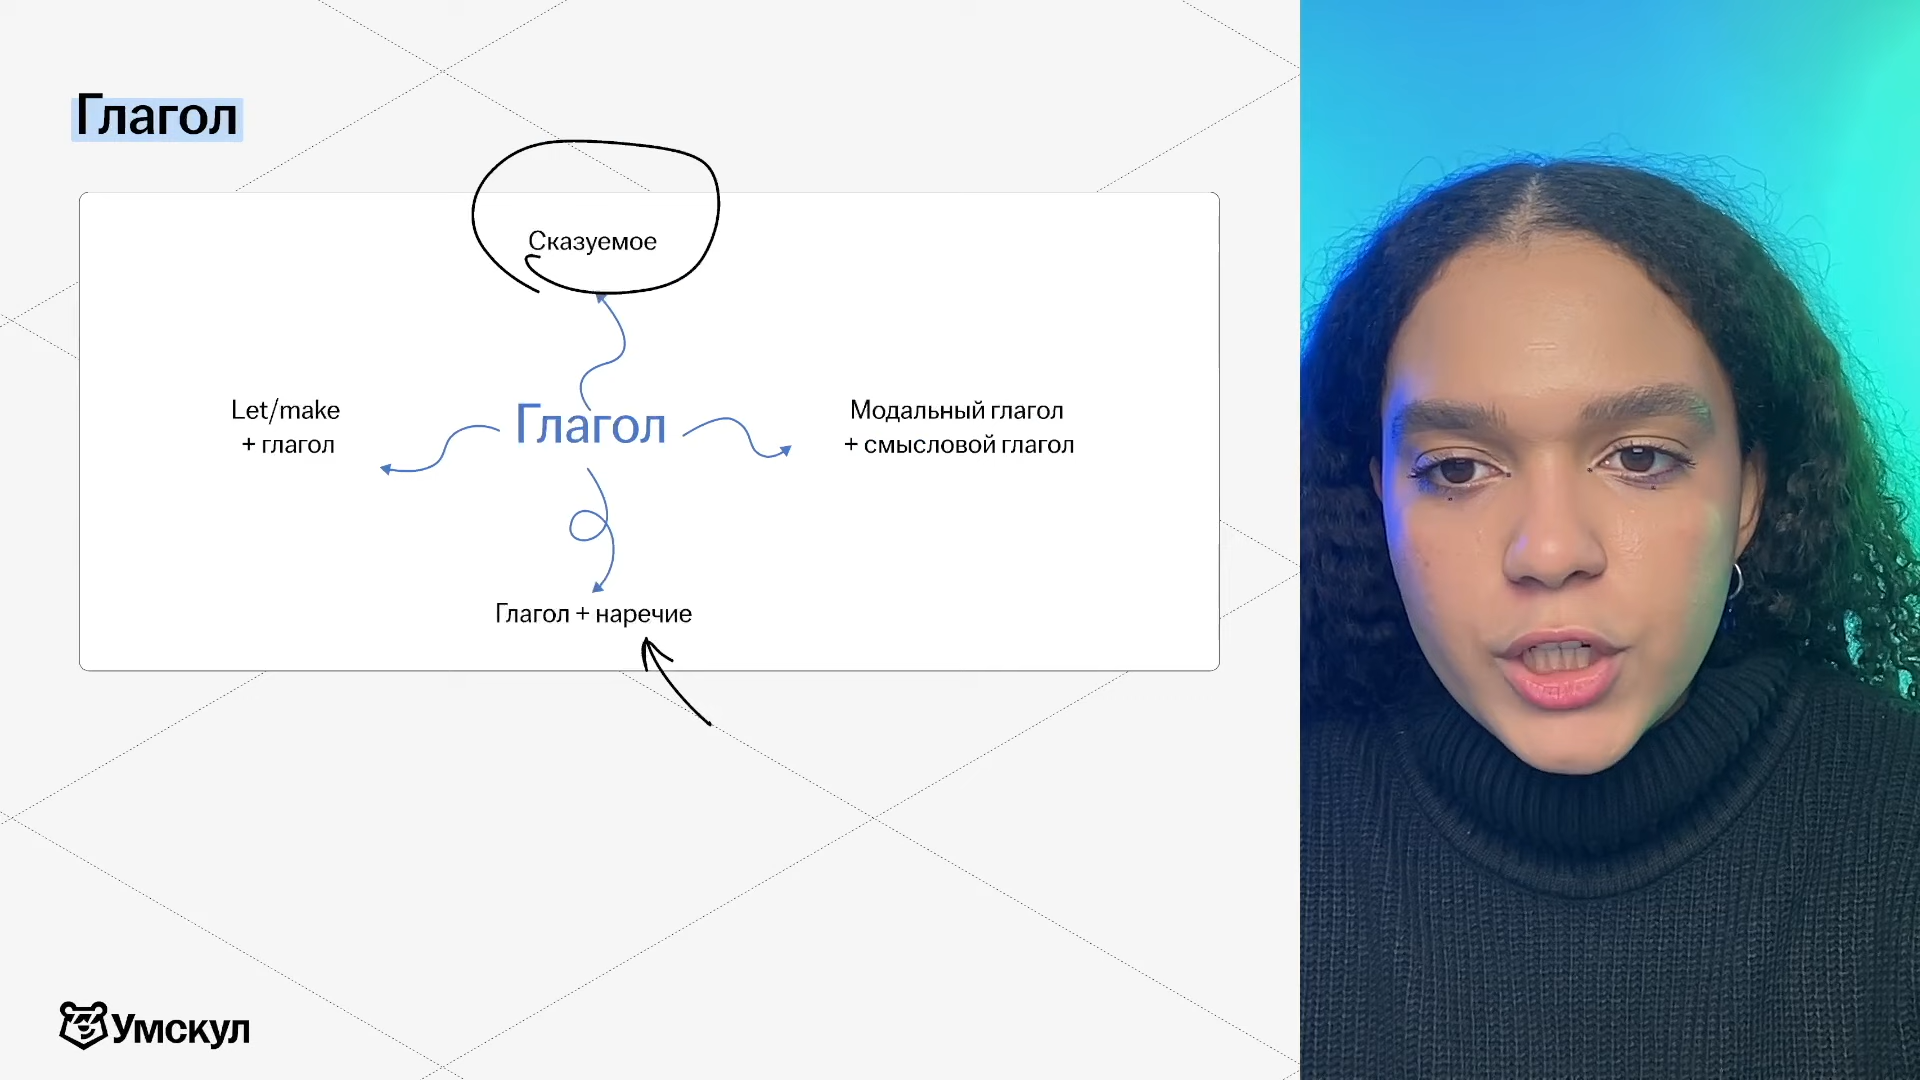 Глагол
Сказуемое
Let/make
+ глагол
Глагол
Модальный глагол
+ смысловой глагол
Глагол + наречие
Умскул